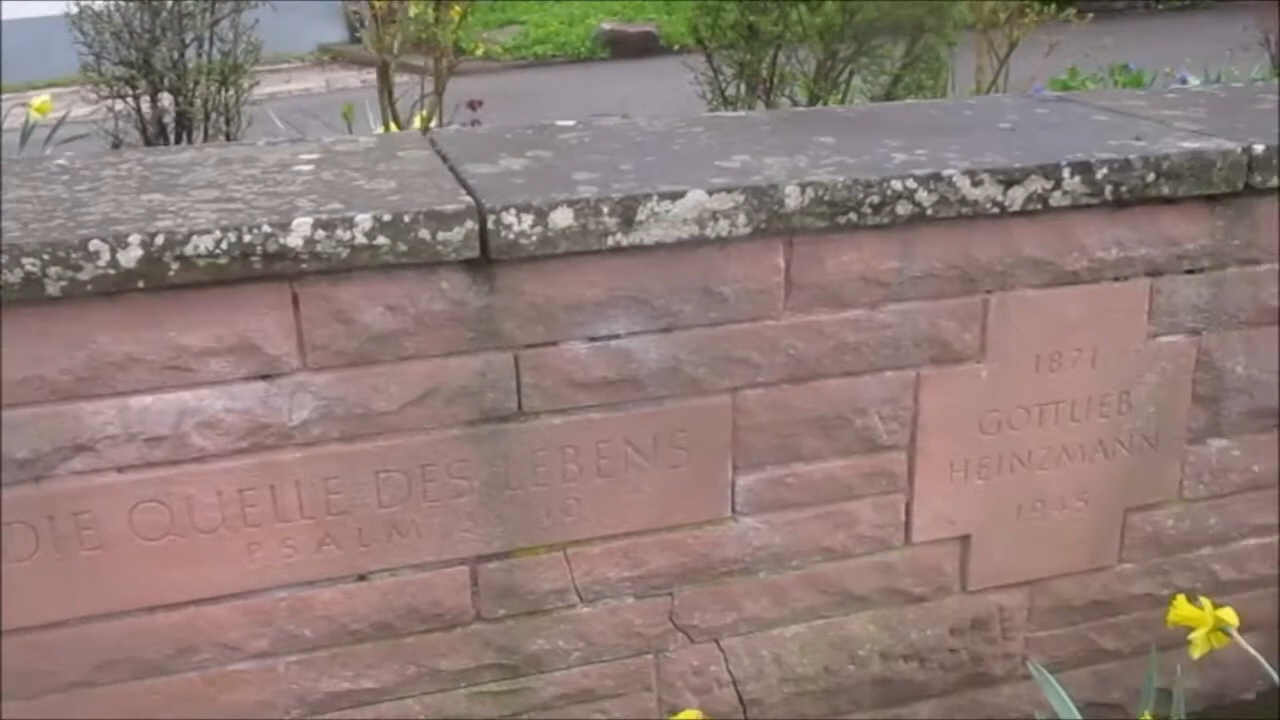 DIE QUELLE DES LEBENS
PSALM
1871
GOTTLIEB
HEINZMANN
1945